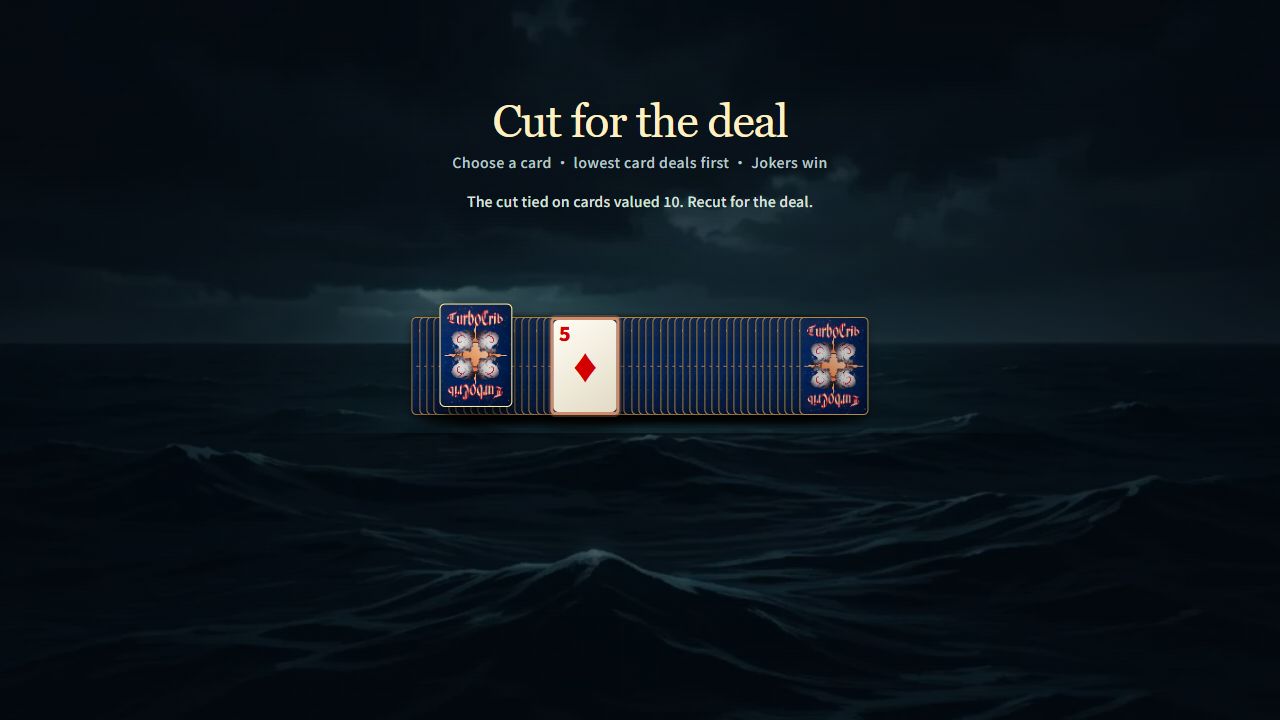 Cut for the deal
Choose a card • lowest card deals first • Jokers win
The cut tied on cards valued 10. Recut for the deal.
TurboCrib
TurboCrib
5
TurboCrib
TurboCrib